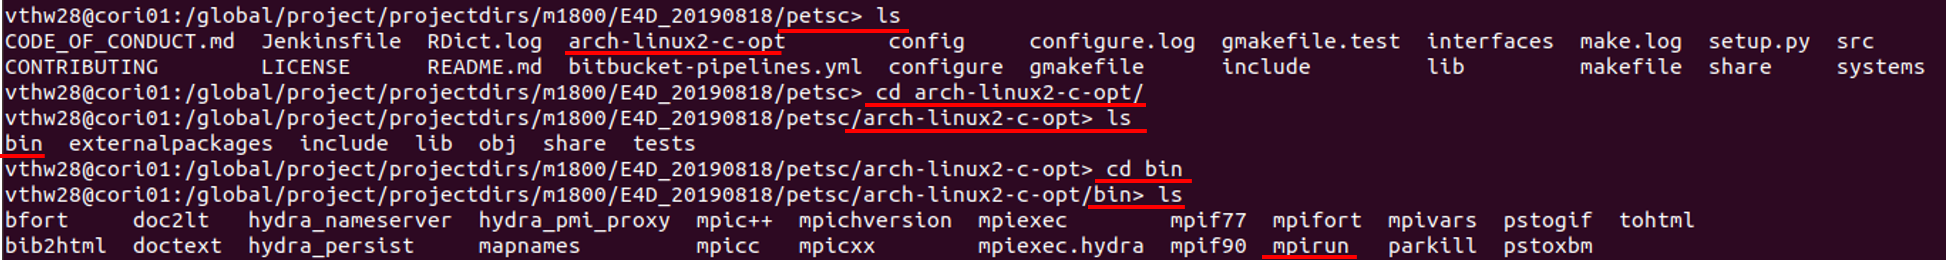 vthw28@cori01:/global/project/projectdirs/m1800/E4D_20190818/petsc> ls
CODE_OF_CONDUCT.md  Jenkinsfile  RDict.log  arch-linux2-c-opt        config     configure.log  gmakefile.test  interfaces  make.log  setup.py  src
CONTRIBUTING        LICENSE      README.md  bitbucket-pipelines.yml  configure  gmakefile      include         lib         makefile  share     systems
vthw28@cori01:/global/project/projectdirs/m1800/E4D_20190818/petsc> cd arch-linux2-c-opt/
vthw28@cori01:/global/project/projectdirs/m1800/E4D_20190818/petsc/arch-linux2-c-opt> ls
bin  externalpackages  include  lib  obj  share  tests
vthw28@cori01:/global/project/projectdirs/m1800/E4D_20190818/petsc/arch-linux2-c-opt> cd bin
vthw28@cori01:/global/project/projectdirs/m1800/E4D_20190818/petsc/arch-linux2-c-opt/bin> ls
bfort     doc2lt   hydra_nameserver  hydra_pmi_proxy  mpic++  mpichversion  mpiexec        mpif77  mpifort  mpivars  pstogif  tohtml
bib2html  doctext  hydra_persist     mapnames         mpicc   mpicxx        mpiexec.hydra  mpif90  mpirun   parkill  pstoxbm